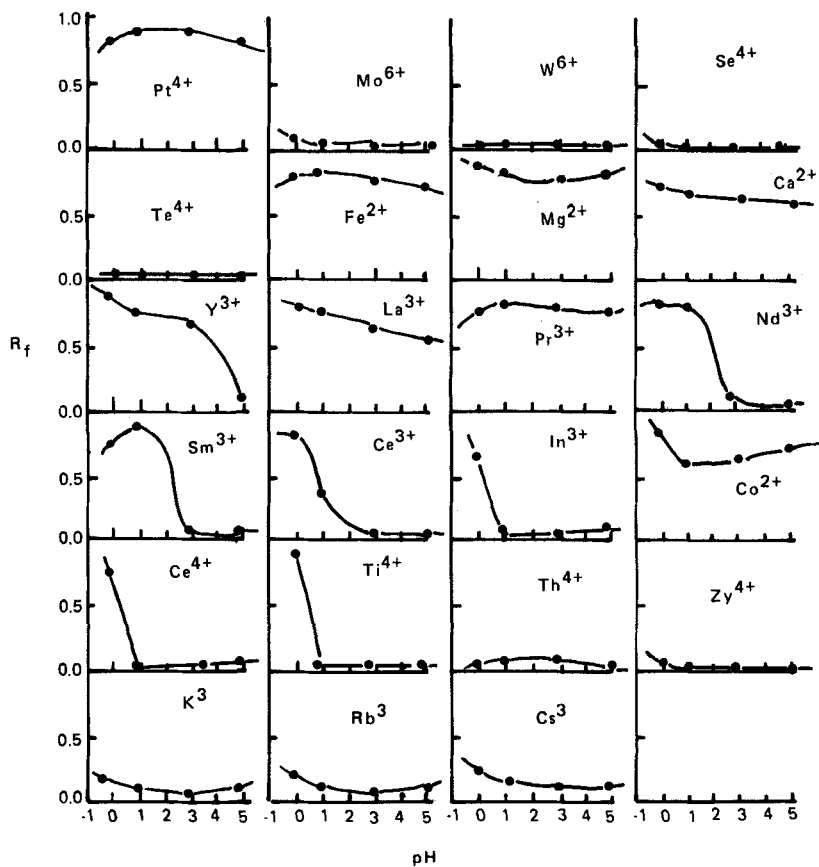 1.0
0.5
0.0
Pt4+
Mo6+
W6+
Se4+
0.5
0.0
Te4+
Fe2+
Mg2+
Ca2+
Rf
0.5
0.0
Y3+
La3+
Pr3+
Nd3+
0.5
0.0
Sm3+
Ce3+
In3+
Co2+
0.5
0.0
Ce4+
Ti4+
Th4+
Zy4+
0.5
0.0
K3
Rb3
Cs3
-1 0 1 2 3 4 5
-1 0 1 2 3 4 5
-1 0 1 2 3 4 5
-1 0 1 2 3 4 5
pH